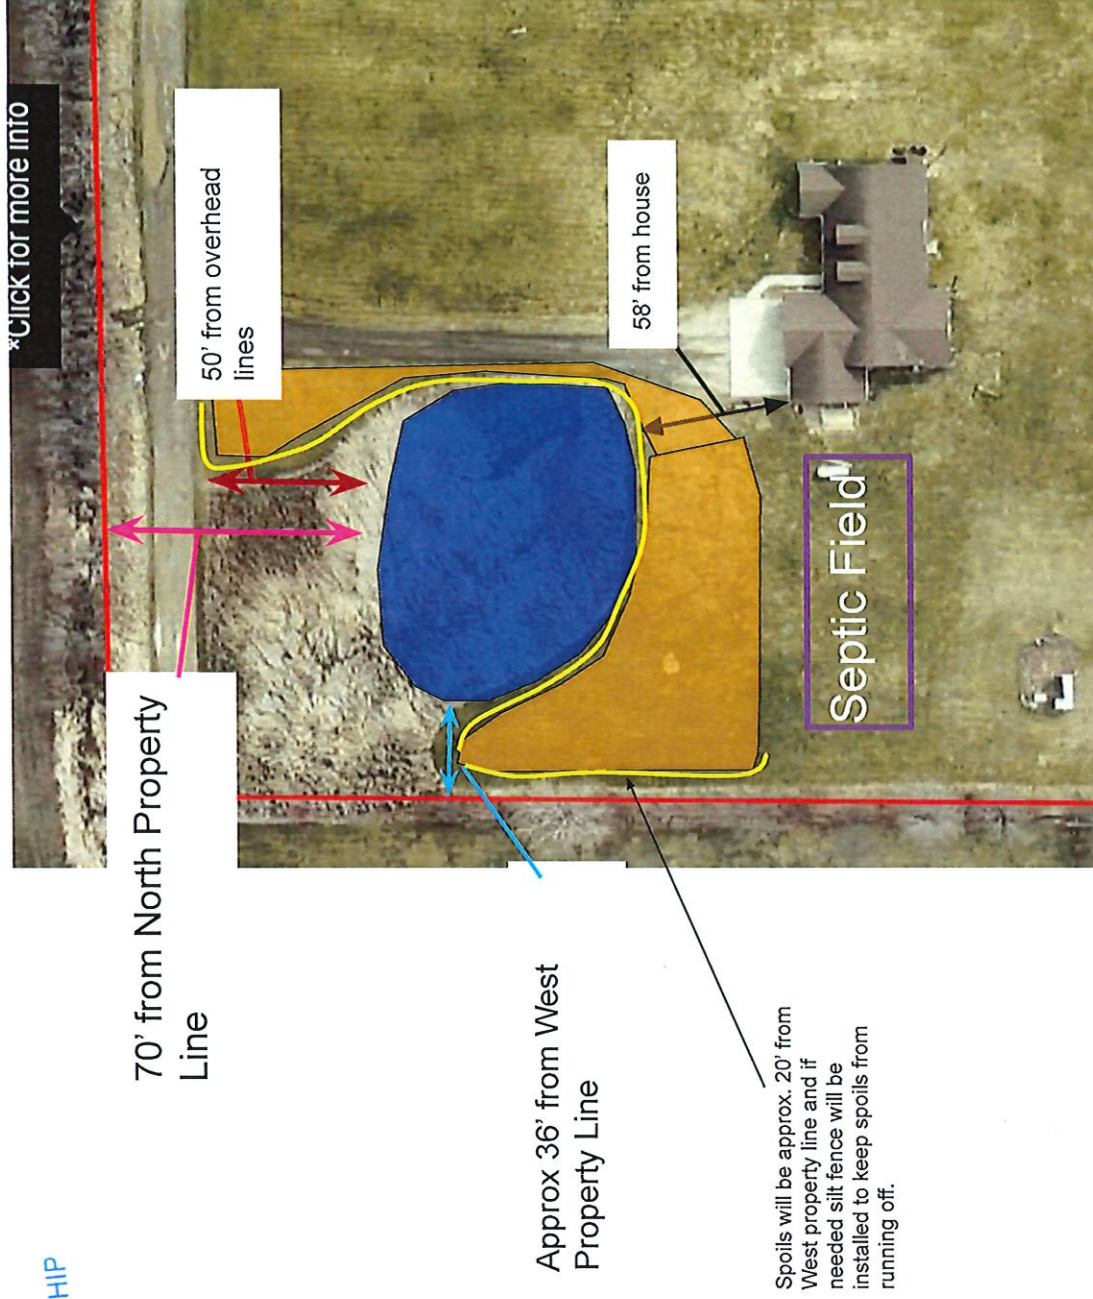 HIP
*Click for more info
70’ from North Property
Line
50’ from overhead
lines
Approx 36’ from West
Property Line
58’ from house
Spoils will be approx. 20’ from
West property line and if
needed silt fence will be
installed to keep spoils from
running off.
Septic Field